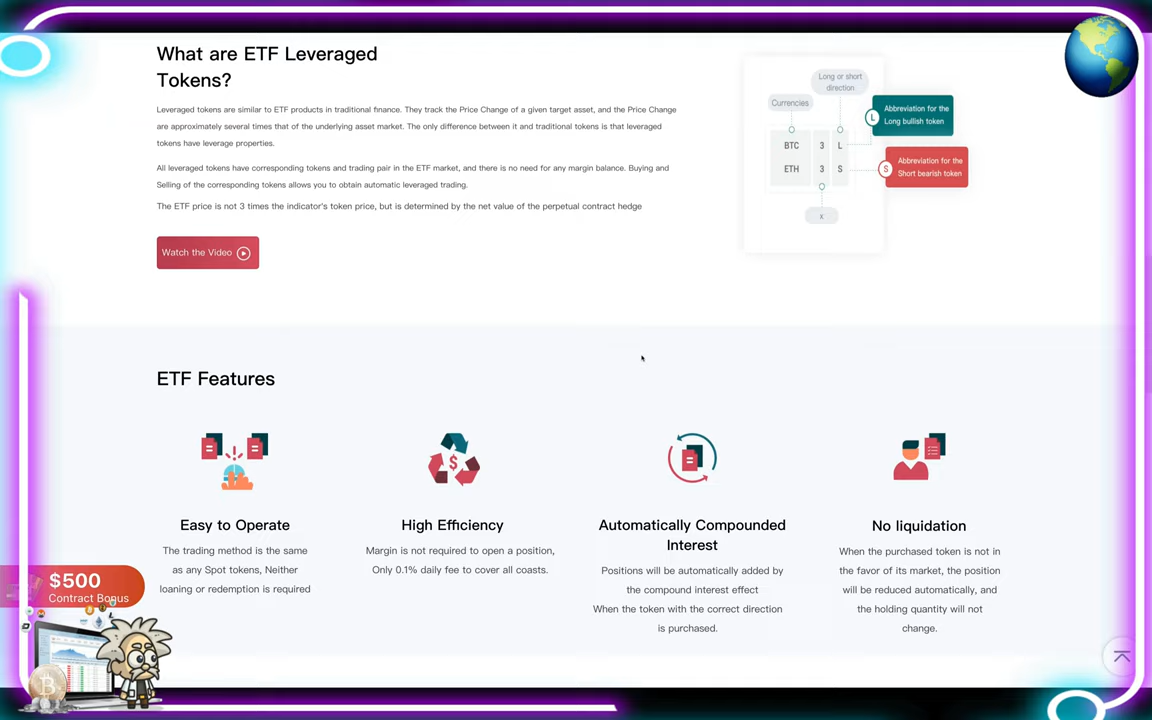 What are ETF Leveraged
Tokens?
Leveraged tokens are similar to ETF products in traditional finance. They track the Price Change of a given target asset, and the Price Change
are approximately several times that of the underlying asset market. The only difference between it and traditional tokens is that leveraged
tokens have leverage properties.
All leveraged tokens have corresponding tokens and trading pair in the ETF market, and there is no need for any margin balance. Buying and
Selling of the corresponding tokens allows you to obtain automatic leveraged trading.
The ETF price is not 3 times the indicator's token price, but is determined by the net value of the perpetual contract hedge
Watch the Video
Long or short
direction
Currencies
Abbreviation for the
Long bullish token
L
BTC 3 L
Abbreviation for the
Short bearish token
S
ETH 3 S
x
ETF Features
$
Easy to Operate
The trading method is the same
as any Spot tokens, Neither
loaning or redemption is required
High Efficiency
Margin is not required to open a position,
Only 0.1% daily fee to cover all coasts.
Automatically Compounded
Interest
Positions will be automatically added by
the compound interest effect
When the token with the correct direction
is purchased.
No liquidation
When the purchased token is not in
the favor of its market, the position
will be reduced automatically, and
the holding quantity will not
change.
$500
Contract Bonus